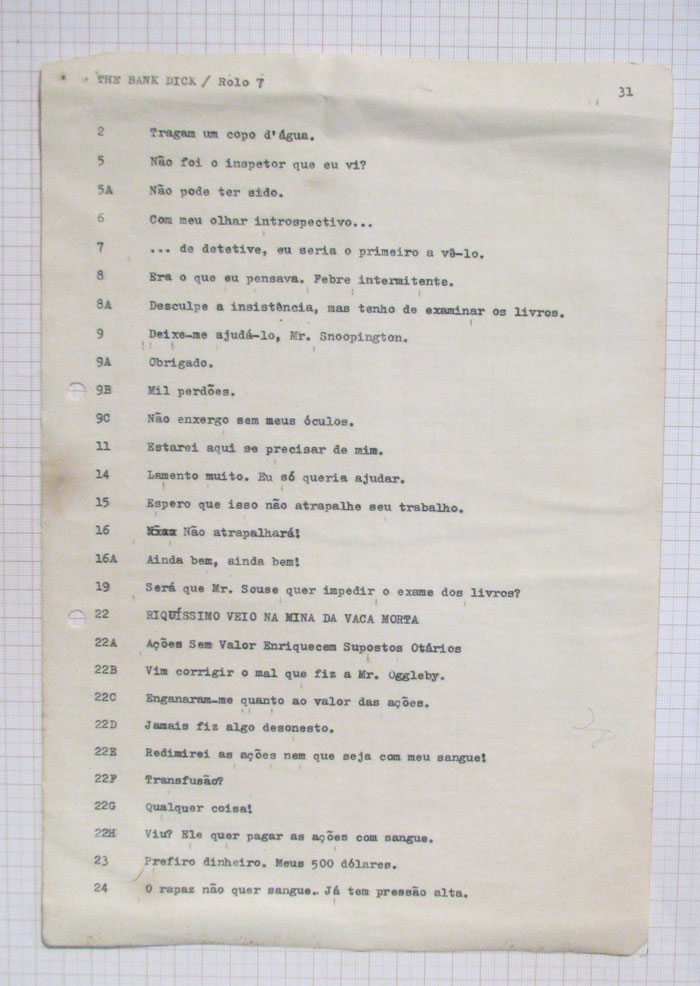 THE BANK DICK / Rolo 7
31
2 Tragam um copo d'água.
5 Não foi o inspetor que eu vi?
5A Não pode ter sido.
6 Com meu olhar introspectivo...
7 ... de detetive, eu seria o primeiro a vê-lo.
8 Era o que eu pensava. Febre intermitente.
8A Desculpe a insistência, mas tenho de examinar os livros.
9 Deixe-me ajudá-lo, Mr. Snoopington.
9A Obrigado.
9B Mil perdões.
9C Não enxergo sem meus óculos.
11 Estarei aqui se precisar de mim.
14 Lamento muito. Eu só queria ajudar.
15 Espero que isso não atrapalhe seu trabalho.
16 Não atrapalhará!
16A Ainda bem, ainda bem!
19 Será que Mr. Souse quer impedir o exame dos livros?
22 RIQUÍSSIMO VEIO NA MINA DA VACA MORTA
22A Ações Sem Valor Enriquecem Supostos Otários
22B Vim corrigir o mal que fiz a Mr. Oggleby.
22C Enganaram-me quanto ao valor das ações.
22D Jamais fiz algo desonesto.
22E Redimirei as ações nem que seja com meu sangue!
22F Transfusão?
22G Qualquer coisa!
22H Viu? Ele quer pagar as ações com sangue.
23 Prefiro dinheiro. Meus 500 dólares.
24 O rapaz não quer sangue. Já tem pressão alta.